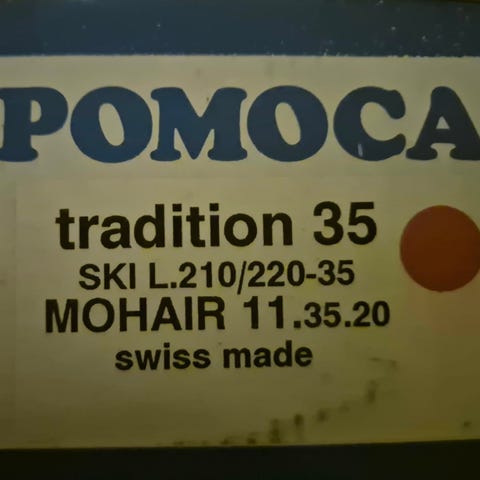 POMOCA
tradition 35
SKI L.210/220-35
MOHAIR 11.35.20
swiss made